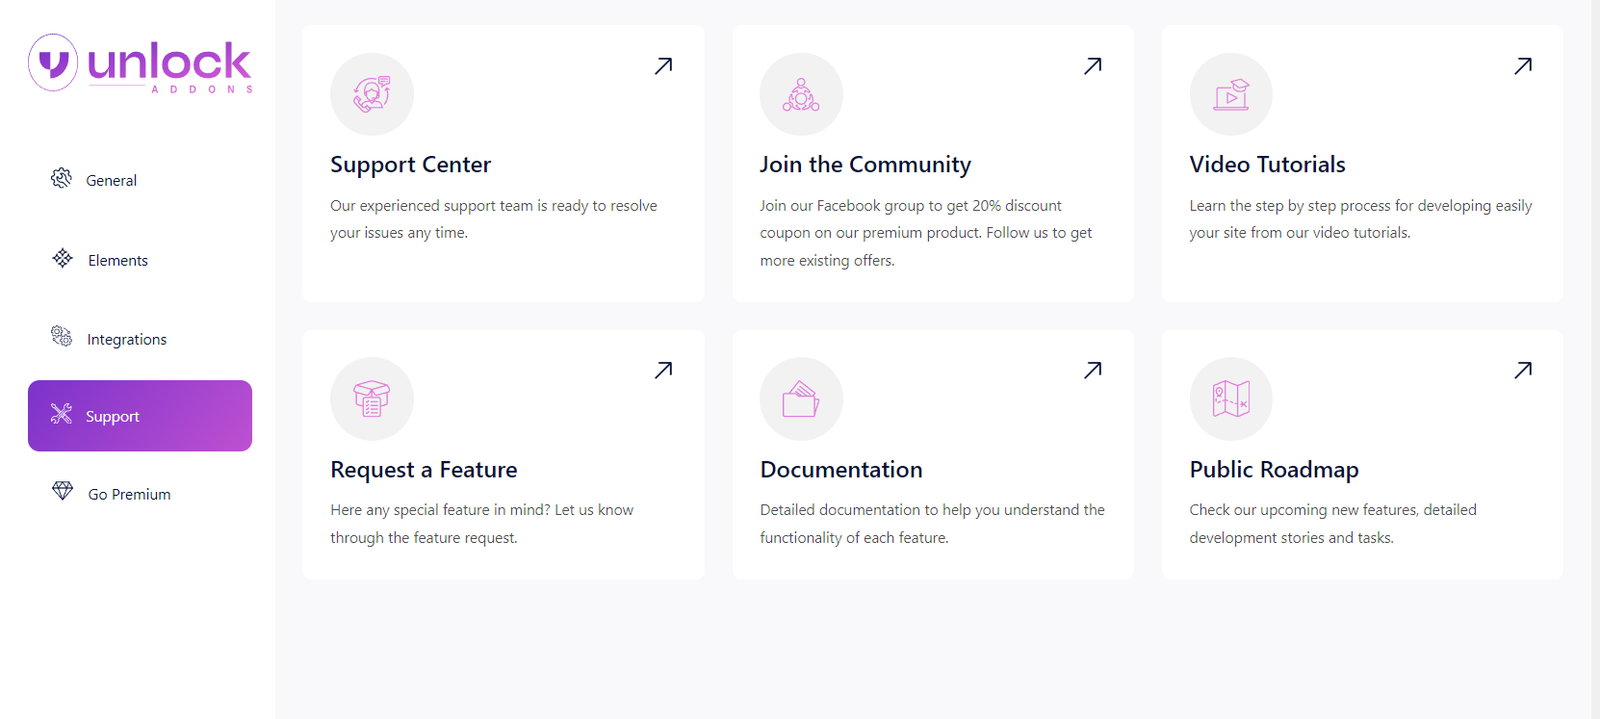 unlock
ADDONS
General
Elements
Integrations
Support
Go Premium
Support Center
Our experienced support team is ready to resolve
your issues any time.
Join the Community
Join our Facebook group to get 20% discount
coupon on our premium product. Follow us to get
more existing offers.
Video Tutorials
Learn the step by step process for developing easily
your site from our video tutorials.
Request a Feature
Here any special feature in mind? Let us know
through the feature request.
Documentation
Detailed documentation to help you understand the
functionality of each feature.
Public Roadmap
Check our upcoming new features, detailed
development stories and tasks.